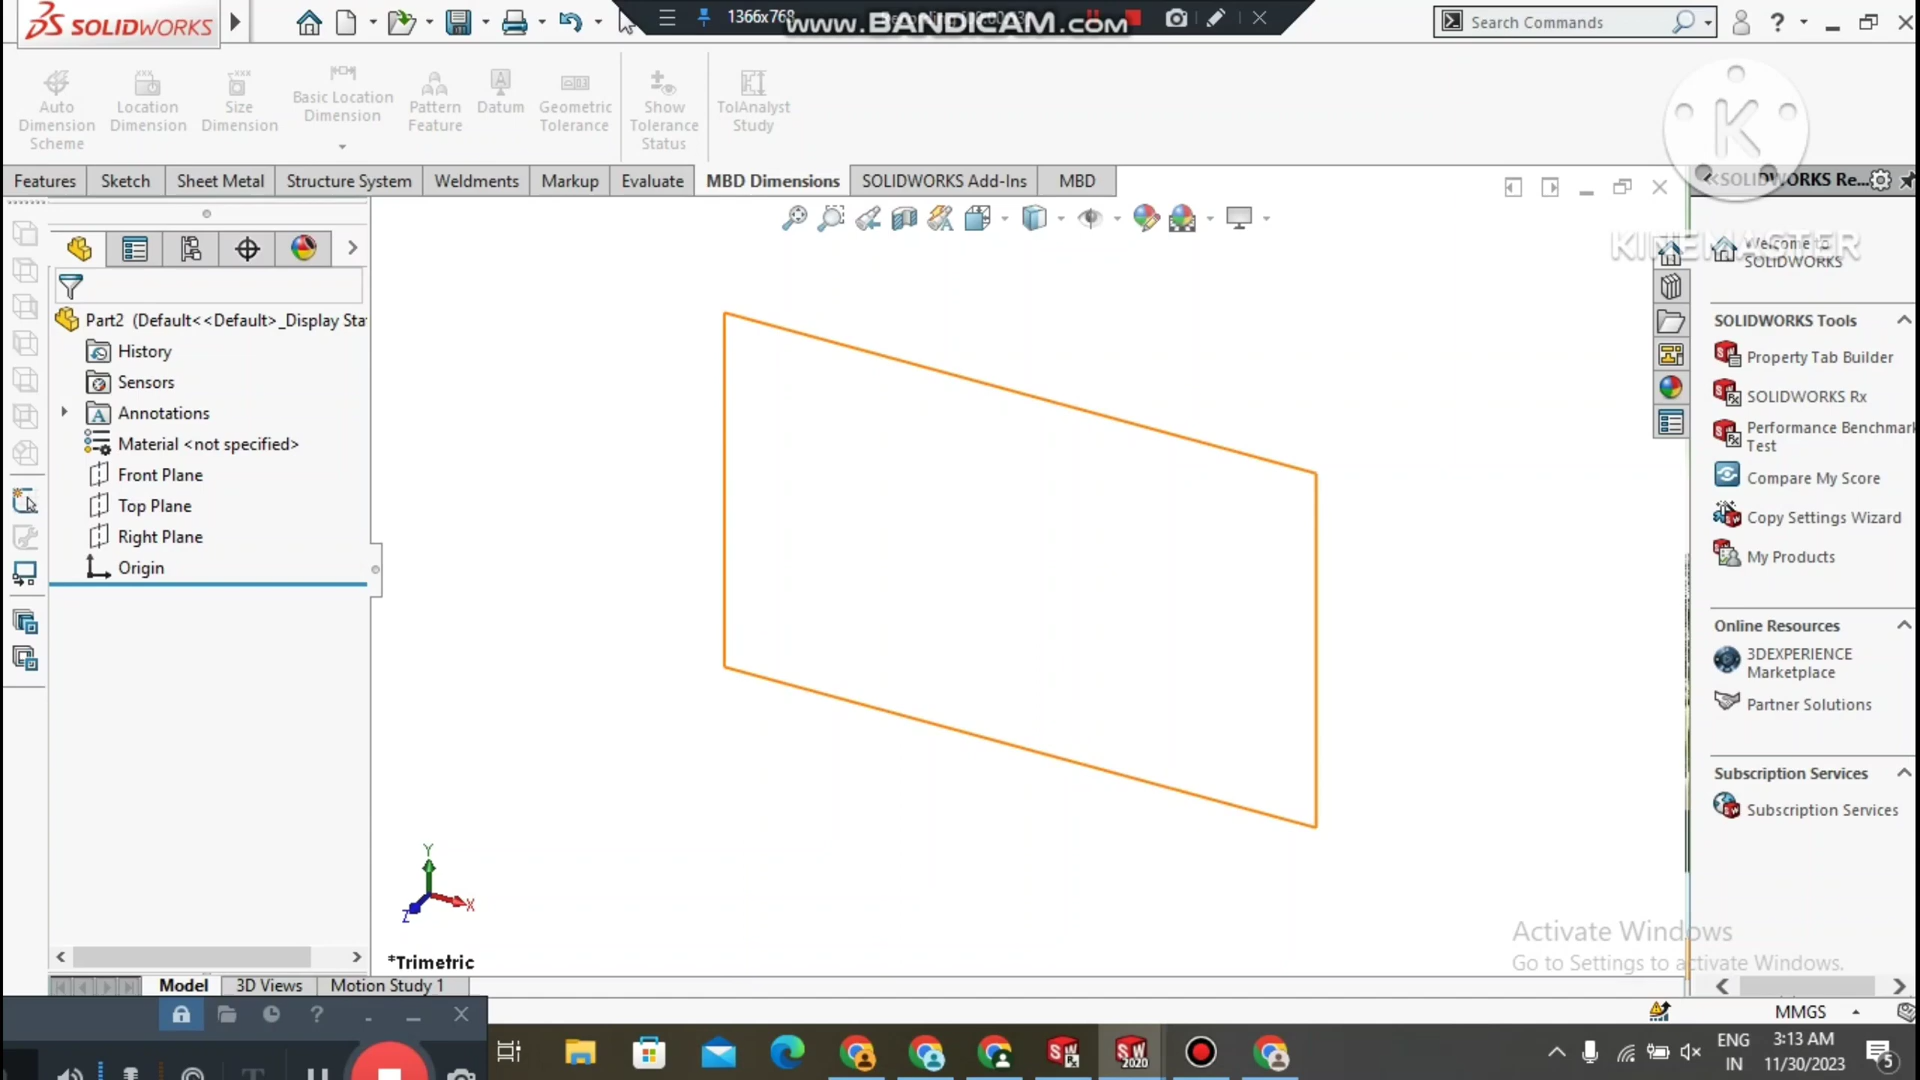 SOLIDWORKS
1366x768
www.BANDICAM.com
Search Commands
?
Auto Dimension Scheme
Location Dimension
Size Dimension
Basic Location Dimension
Pattern Feature
Datum
Geometric Tolerance
Show Tolerance Status
TolAnalyst Study
K
KINEMASTER
Features
Sketch
Sheet Metal
Structure System
Weldments
Markup
Evaluate
MBD Dimensions
SOLIDWORKS Add-Ins
MBD
SOLIDWORKS Re...
Part2 (Default<<Default>_Display Sta
History
Sensors
Annotations
Material <not specified>
Front Plane
Top Plane
Right Plane
Origin
Welcome to
SOLIDWORKS
SOLIDWORKS Tools
Property Tab Builder
SOLIDWORKS Rx
Performance Benchmark
Test
Compare My Score
Copy Settings Wizard
My Products
Online Resources
3DEXPERIENCE
Marketplace
Partner Solutions
Subscription Services
Subscription Services
Y
X
Z
*Trimetric
Activate Windows
Go to Settings to activate Windows.
Model
3D Views
Motion Study 1
MMGS
?
SW
2020
ENG
IN
3:13 AM
11/30/2023
5